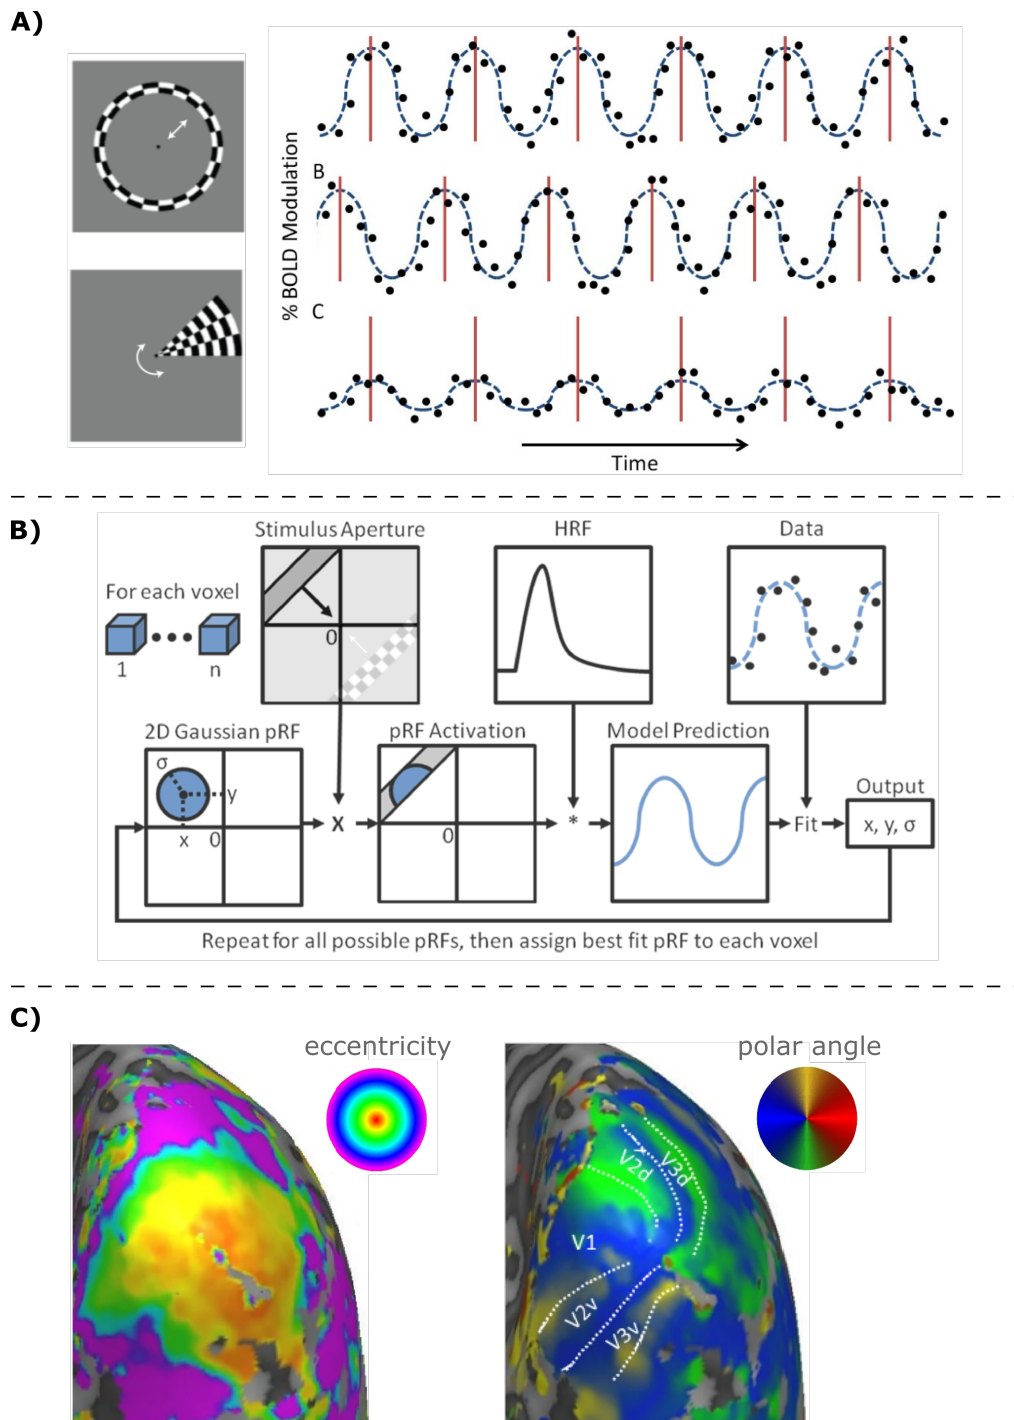 A)
% BOLD Modulation
B
C
Time
B)
Stimulus Aperture
HRF
Data
For each voxel
0
1
n
2D Gaussian pRF
pRF Activation
Model Prediction
σ
y
x
0
X
0
*
Fit
Output
x, y, σ
Repeat for all possible pRFs, then assign best fit pRF to each voxel
C)
eccentricity
polar angle
V2d
V3d
V1
V2v
V3v